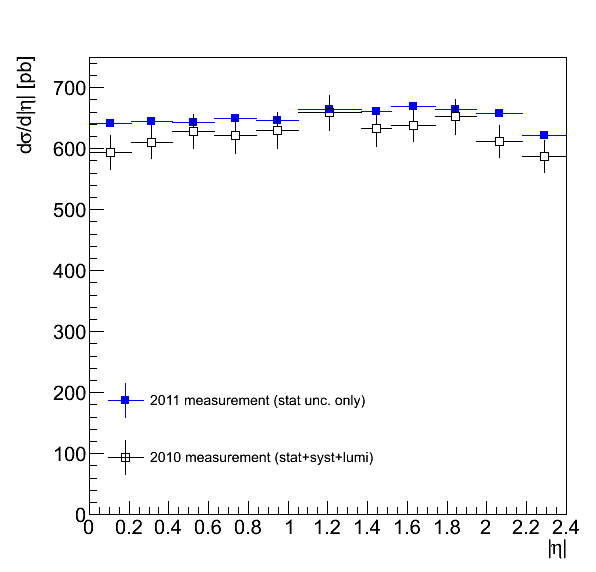 dσ/d|η| [pb]
700
600
500
400
300
200
2011 measurement (stat unc. only)
100
2010 measurement (stat+syst+lumi)
0
0 0.2 0.4 0.6 0.8 1 1.2 1.4 1.6 1.8 2 2.2 2.4
|η|